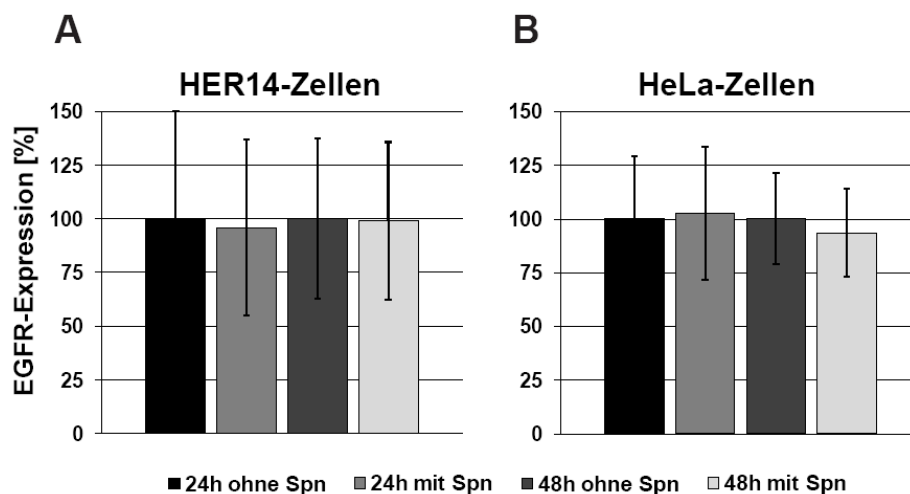 A
B
HER14-Zellen
HeLa-Zellen
EGFR-Expression [%]
150
125
100
75
50
25
0
150
125
100
75
50
25
0
24h ohne Spn
24h mit Spn
48h ohne Spn
48h mit Spn